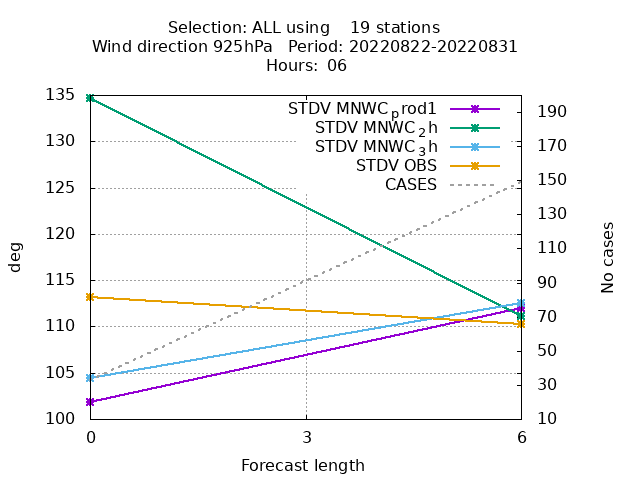 Selection: ALL using    19 stations
Wind direction 925hPa   Period: 20220822-20220831
Hours: 06
STDV MNWC_prod1
STDV MNWC_2h
STDV MNWC_3h
STDV OBS
CASES
135
130
125
120
115
110
105
100
190
170
150
130
110
90
70
50
30
10
deg
No cases
0 3 6
Forecast length